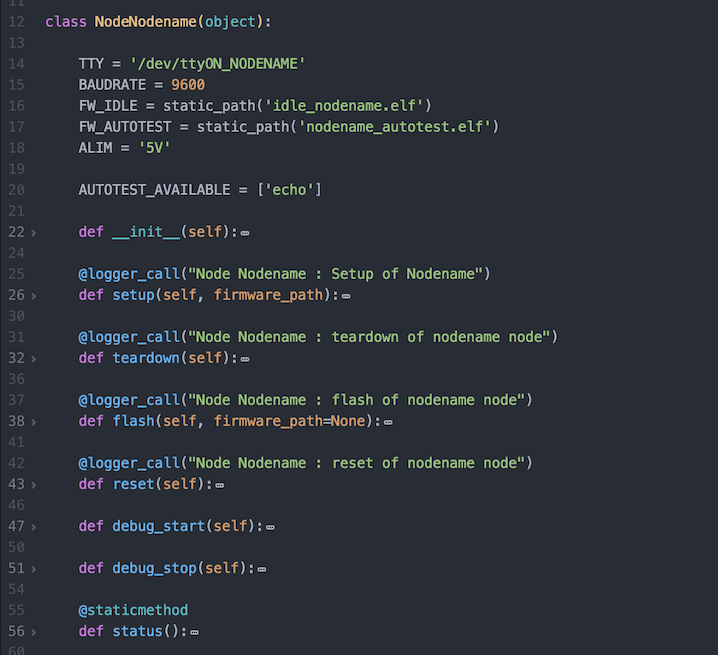 11
12 class NodeNodename(object):
13
14 TTY = '/dev/ttyON_NODENAME'
15 BAUDRATE = 9600
16 FW_IDLE = static_path('idle_nodename.elf')
17 FW_AUTOTEST = static_path('nodename_autotest.elf')
18 ALIM = '5V'
19
20 AUTOTEST_AVAILABLE = ['echo']
21
22 def __init__(self):
24
25 @logger_call("Node Nodename : Setup of Nodename")
26 def setup(self, firmware_path):
30
31 @logger_call("Node Nodename : teardown of nodename node")
32 def teardown(self):
36
37 @logger_call("Node Nodename : flash of nodename node")
38 def flash(self, firmware_path=None):
41
42 @logger_call("Node Nodename : reset of nodename node")
43 def reset(self):
46
47 def debug_start(self):
50
51 def debug_stop(self):
54
55 @staticmethod
56 def status():
60